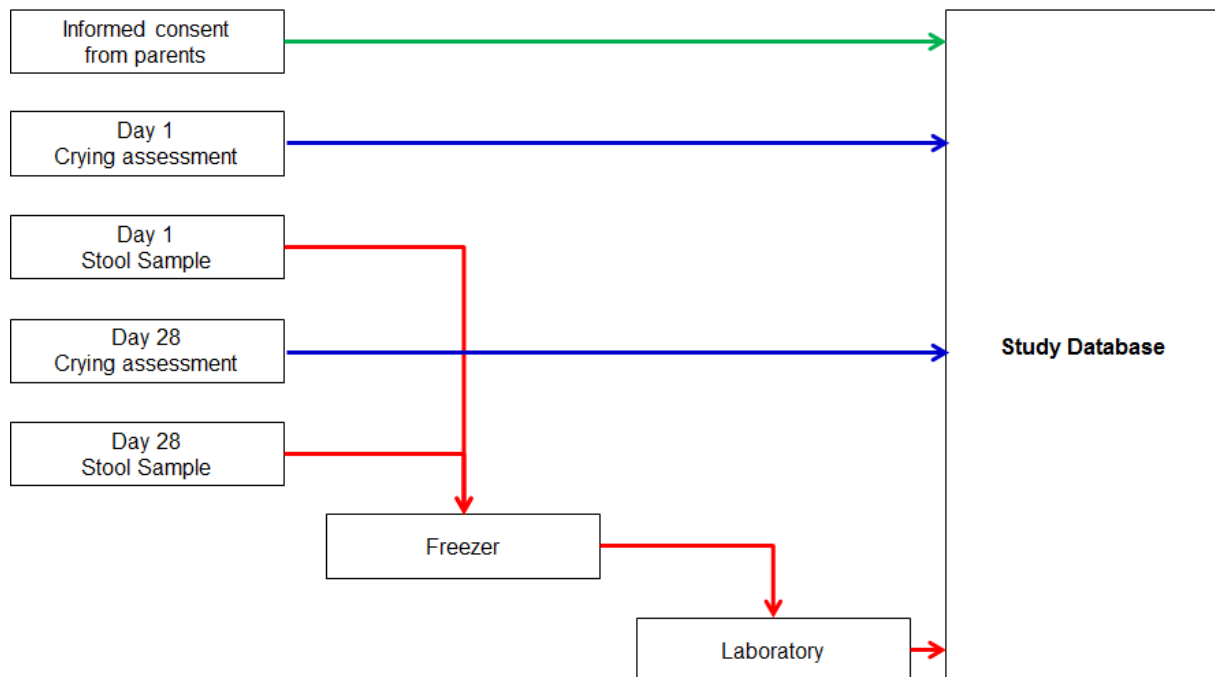 Informed consent
from parents
Day 1
Crying assessment
Day 1
Stool Sample
Day 28
Crying assessment
Study Database
Day 28
Stool Sample
Freezer
Laboratory